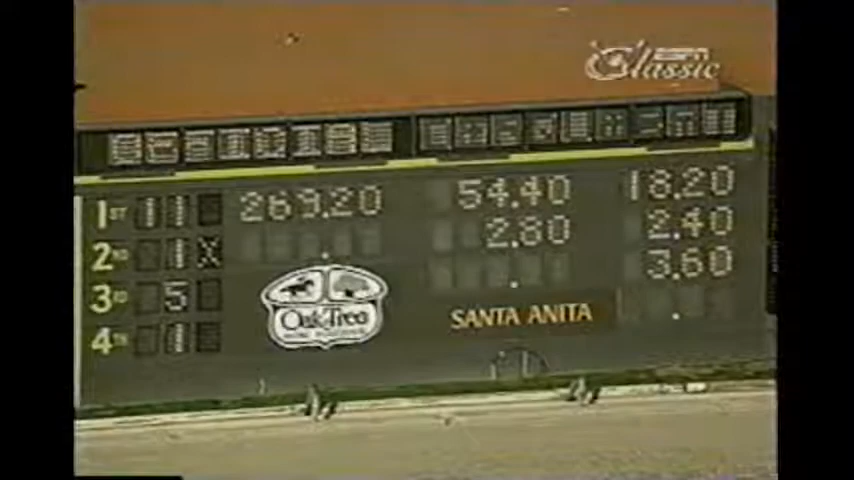 ESPN
Classic
1ST 11 269.20 54.40 18.20
2ND 1X 2.80 2.40
3RD 5 3.60
4TH 1
Oak Tree
SANTA ANITA